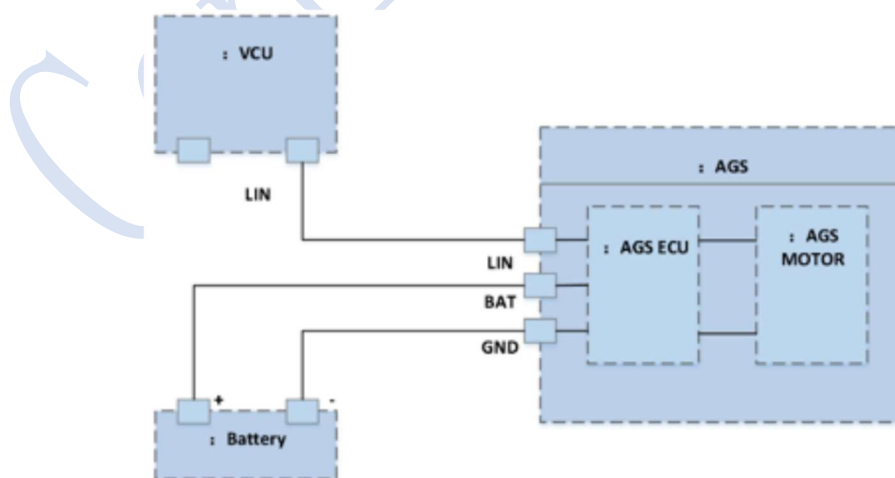 : VCU
LIN
: AGS
: AGS ECU
: AGS
MOTOR
LIN
BAT
GND
+
-
: Battery